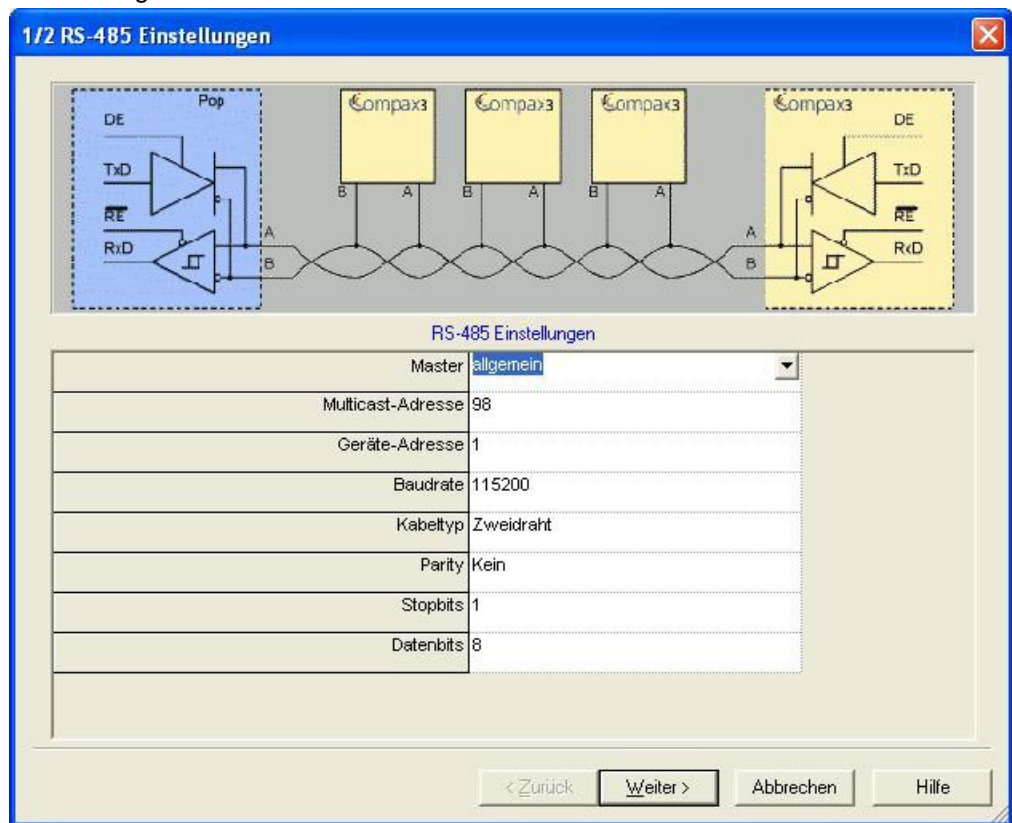 1/2 RS-485 Einstellungen
Pop
DE
TxD
RE
RxD
A
B
Compax3
B A
Compax3
B A
Compax3
B A
Compax3
DE
TxD
RE
RxD
A
B
RS-485 Einstellungen
Master allgemein
Multicast-Adresse 98
Geräte-Adresse 1
Baudrate 115200
Kabeltyp Zweidraht
Parity Kein
Stopbits 1
Datenbits 8
< Zurück Weiter > Abbrechen Hilfe